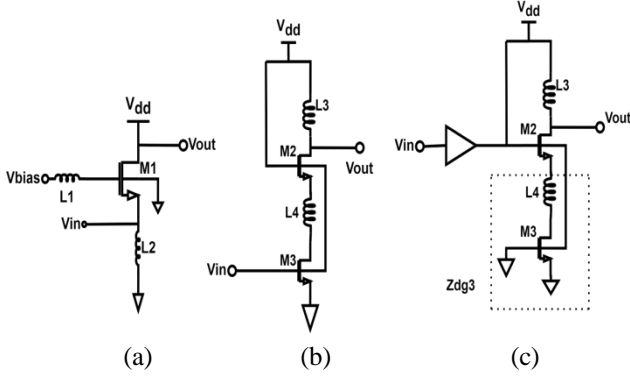 Vdd
Vout
M1
Vbias
L1
Vin
L2
(a)
Vdd
L3
M2
Vout
L4
M3
Vin
(b)
Vdd
L3
M2
Vout
Vin
L4
M3
Zdg3
(c)